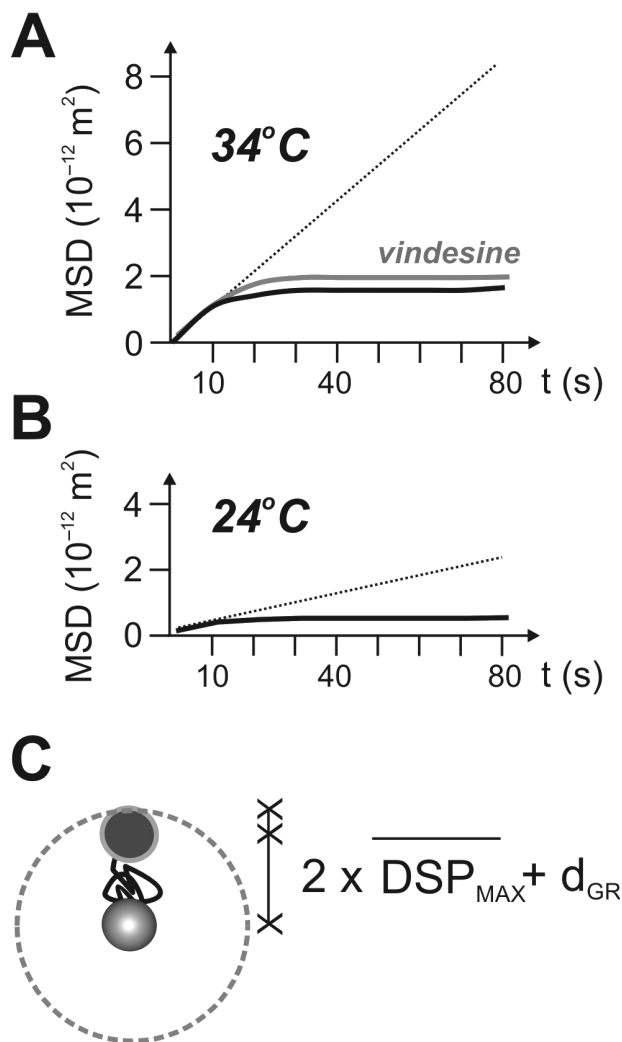 A
MSD (10⁻¹² m²)
8
6
4
2
0
34°C
vindesine
10
40
80
t (s)
B
MSD (10⁻¹² m²)
4
2
0
24°C
10
40
80
t (s)
C
2 x DSP_MAX + d_GR